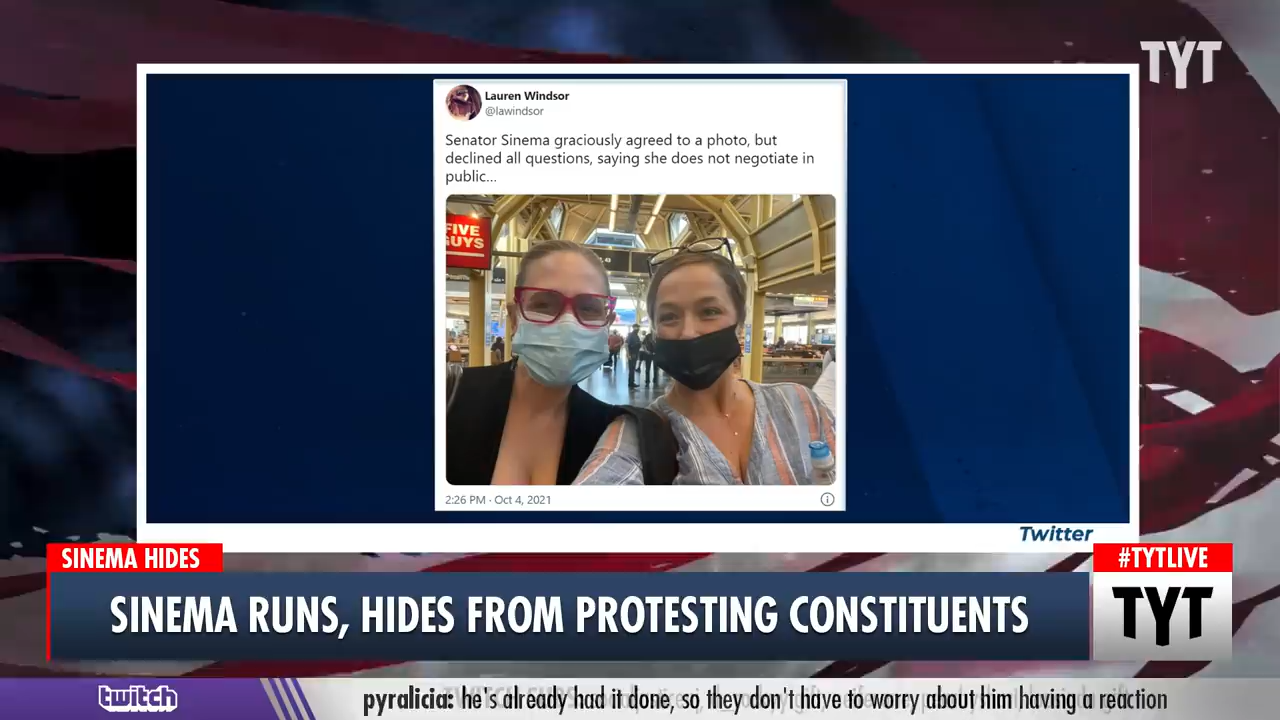 TYT
Lauren Windsor
@lawindsor
Senator Sinema graciously agreed to a photo, but
declined all questions, saying she does not negotiate in
public...
FIVE
GUYS
2:26 PM · Oct 4, 2021
Twitter
SINEMA HIDES
#TYTLIVE
SINEMA RUNS, HIDES FROM PROTESTING CONSTITUENTS
TYT
twitch
pyralicia: he's already had it done, so they don't have to worry about him having a reaction